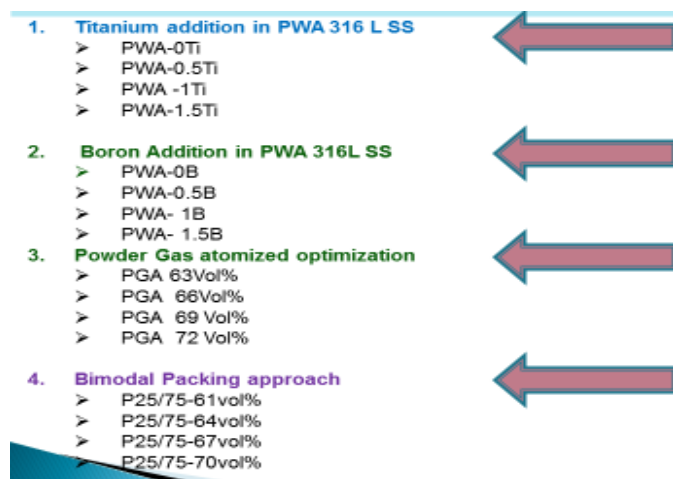 1. Titanium addition in PWA 316 L SS
➢ PWA-0Ti
➢ PWA-0.5Ti
➢ PWA -1Ti
➢ PWA-1.5Ti
2. Boron Addition in PWA 316L SS
➢ PWA-0B
➢ PWA-0.5B
➢ PWA- 1B
➢ PWA- 1.5B
3. Powder Gas atomized optimization
➢ PGA 63Vol%
➢ PGA 66Vol%
➢ PGA 69 Vol%
➢ PGA 72 Vol%
4. Bimodal Packing approach
➢ P25/75-61vol%
➢ P25/75-64vol%
➢ P25/75-67vol%
➢ P25/75-70vol%